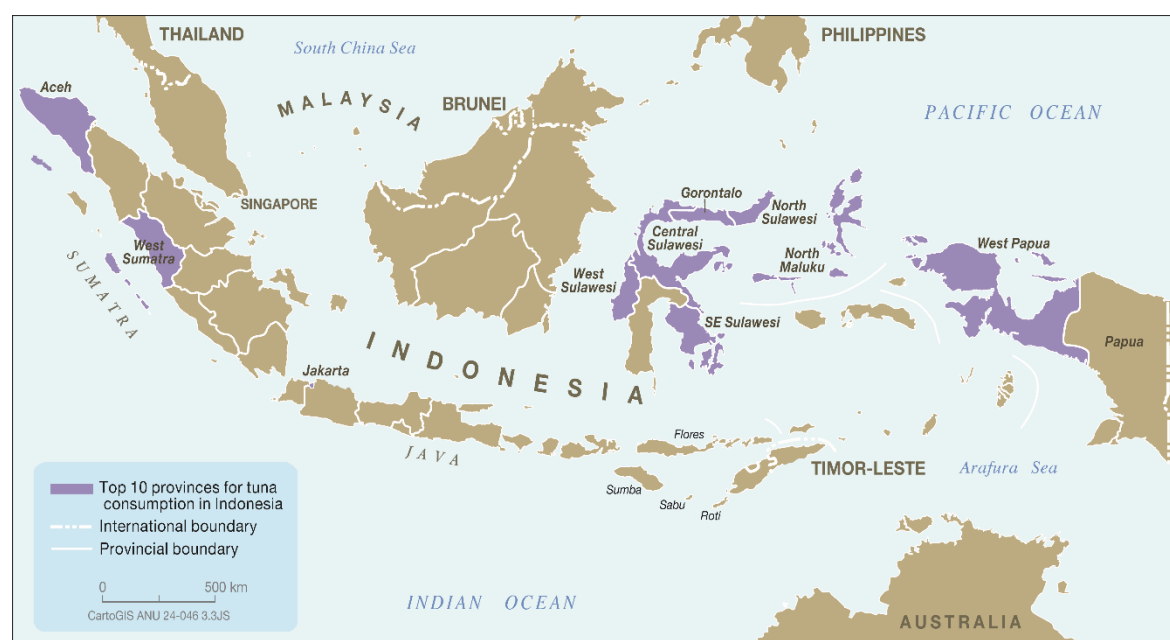 THAILAND
South China Sea
PHILIPPINES
Aceh
MALAYSIA
BRUNEI
PACIFIC OCEAN
SINGAPORE
Gorontalo
North
Sulawesi
Central
Sulawesi
West
Sumatra
West
Sulawesi
North
Maluku
West Papua
SUMATRA
SE Sulawesi
Papua
INDONESIA
Jakarta
JAVA
Flores
TIMOR-LESTE
Arafura Sea
Sumba
Sabu
Roti
Top 10 provinces for tuna
consumption in Indonesia
International boundary
Provincial boundary
0 500 km
CartoGIS ANU 24-046 3.3JS
INDIAN OCEAN
AUSTRALIA